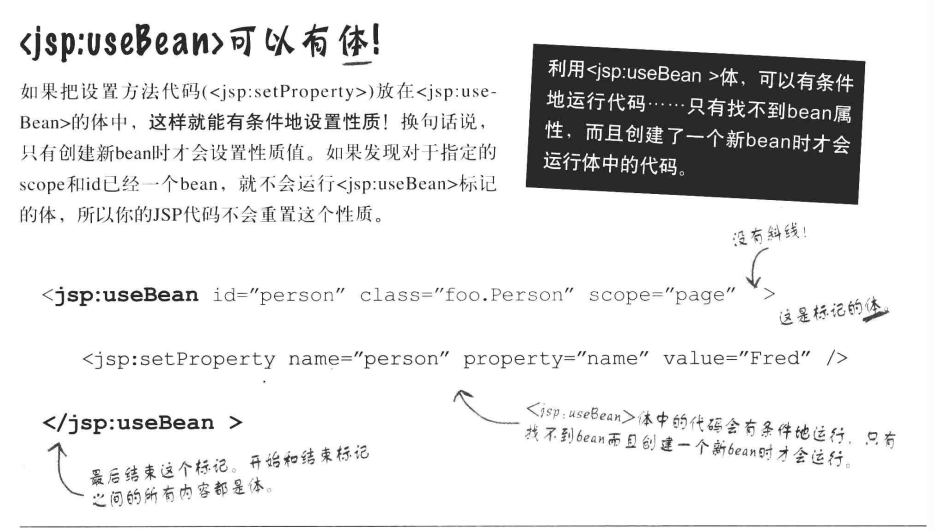 <jsp:useBean>可以有体!
如果把设置方法代码(<jsp:setProperty>)放在<jsp:use-
Bean>的体中，这样就能有条件地设置性质！换句话说，
只有创建新bean时才会设置性质值。如果发现对于指定的
scope和id已经一个bean，就不会运行<jsp:useBean>标记
的体，所以你的JSP代码不会重置这个性质。
利用<jsp:useBean >体，可以有条件
地运行代码……只有找不到bean属
性，而且创建了一个新bean时才会
运行体中的代码。
没有斜线!
<jsp:useBean id="person" class="foo.Person" scope="page" >
这是标记的体。
<jsp:setProperty name="person" property="name" value="Fred" />
</jsp:useBean >
<jsp:useBean>体中的代码会有条件地运行，只有
找不到bean而且创建一个新bean时才会运行。
最后结束这个标记。开始和结束标记
之间的所有内容都是体。